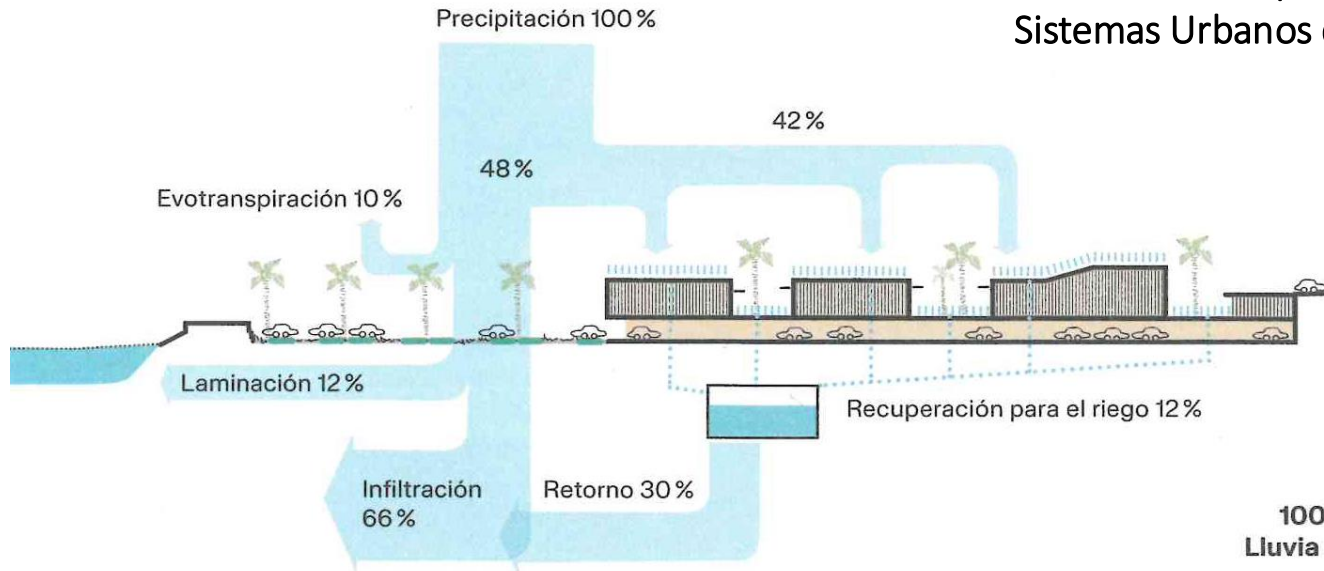 Sistemas Urbanos
Precipitación 100 %
42 %
48 %
Evotranspiración 10 %
Laminación 12 %
Recuperación para el riego 12 %
Infiltración
66 %
Retorno 30 %
100
Lluvia